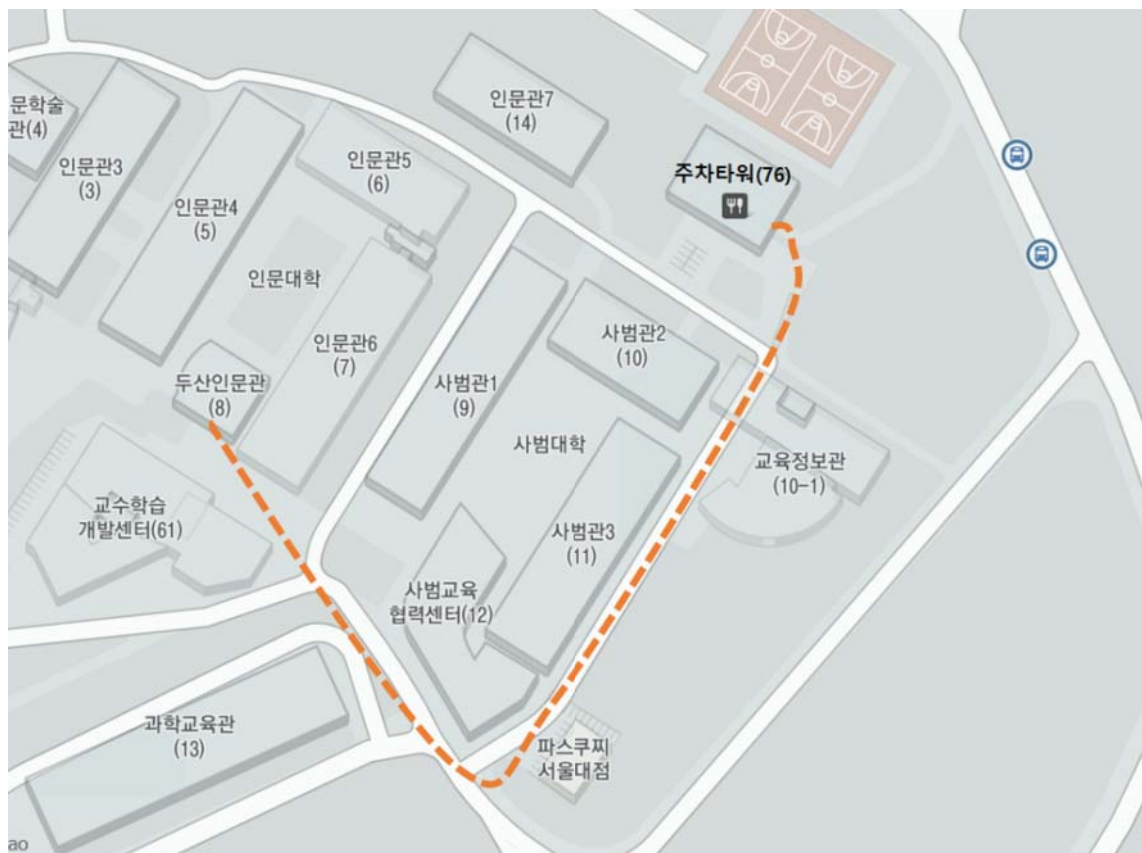 문학술
관(4)
인문관3
(3)
인문관4
(5)
인문관5
(6)
인문관7
(14)
주차타워(76)
인문대학
인문관6
(7)
두산인문관
(8)
사범관1
(9)
사범관2
(10)
사범대학
교육정보관
(10-1)
교수학습
개발센터(61)
사범관3
(11)
사범교육
협력센터(12)
과학교육관
(13)
파스쿠찌
서울대점
ao